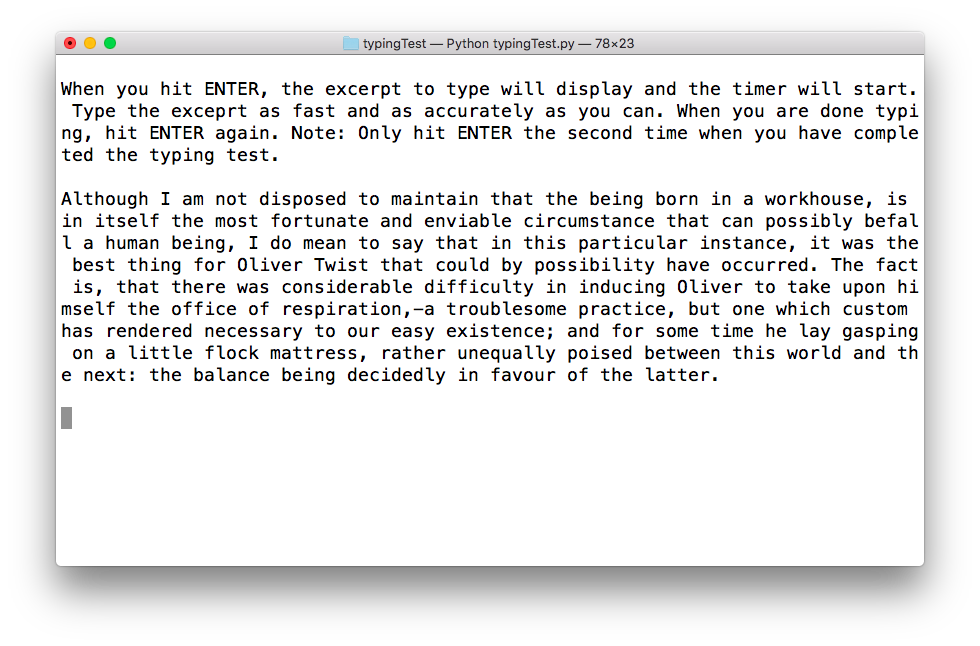 typingTest — Python typingTest.py — 78×23
When you hit ENTER, the excerpt to type will display and the timer will start.
 Type the exceprt as fast and as accurately as you can. When you are done typi
ng, hit ENTER again. Note: Only hit ENTER the second time when you have comple
ted the typing test.
Although I am not disposed to maintain that the being born in a workhouse, is
in itself the most fortunate and enviable circumstance that can possibly befal
l a human being, I do mean to say that in this particular instance, it was the
 best thing for Oliver Twist that could by possibility have occurred. The fact
 is, that there was considerable difficulty in inducing Oliver to take upon hi
mself the office of respiration,—a troublesome practice, but one which custom
has rendered necessary to our easy existence; and for some time he lay gasping
 on a little flock mattress, rather unequally poised between this world and th
e next: the balance being decidedly in favour of the latter.